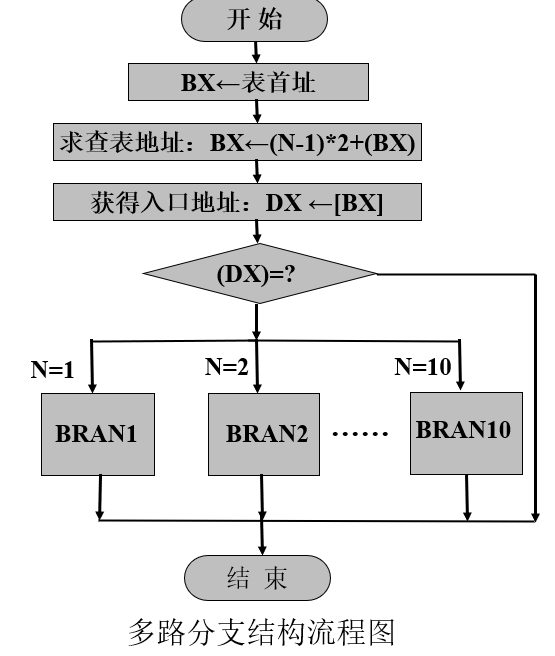 开 始
BX←表首址
求查表地址：BX←(N-1)*2+(BX)
获得入口地址：DX ←[BX]
(DX)=?
N=1
N=2
N=10
BRAN1
BRAN2
······
BRAN10
结 束
多路分支结构流程图